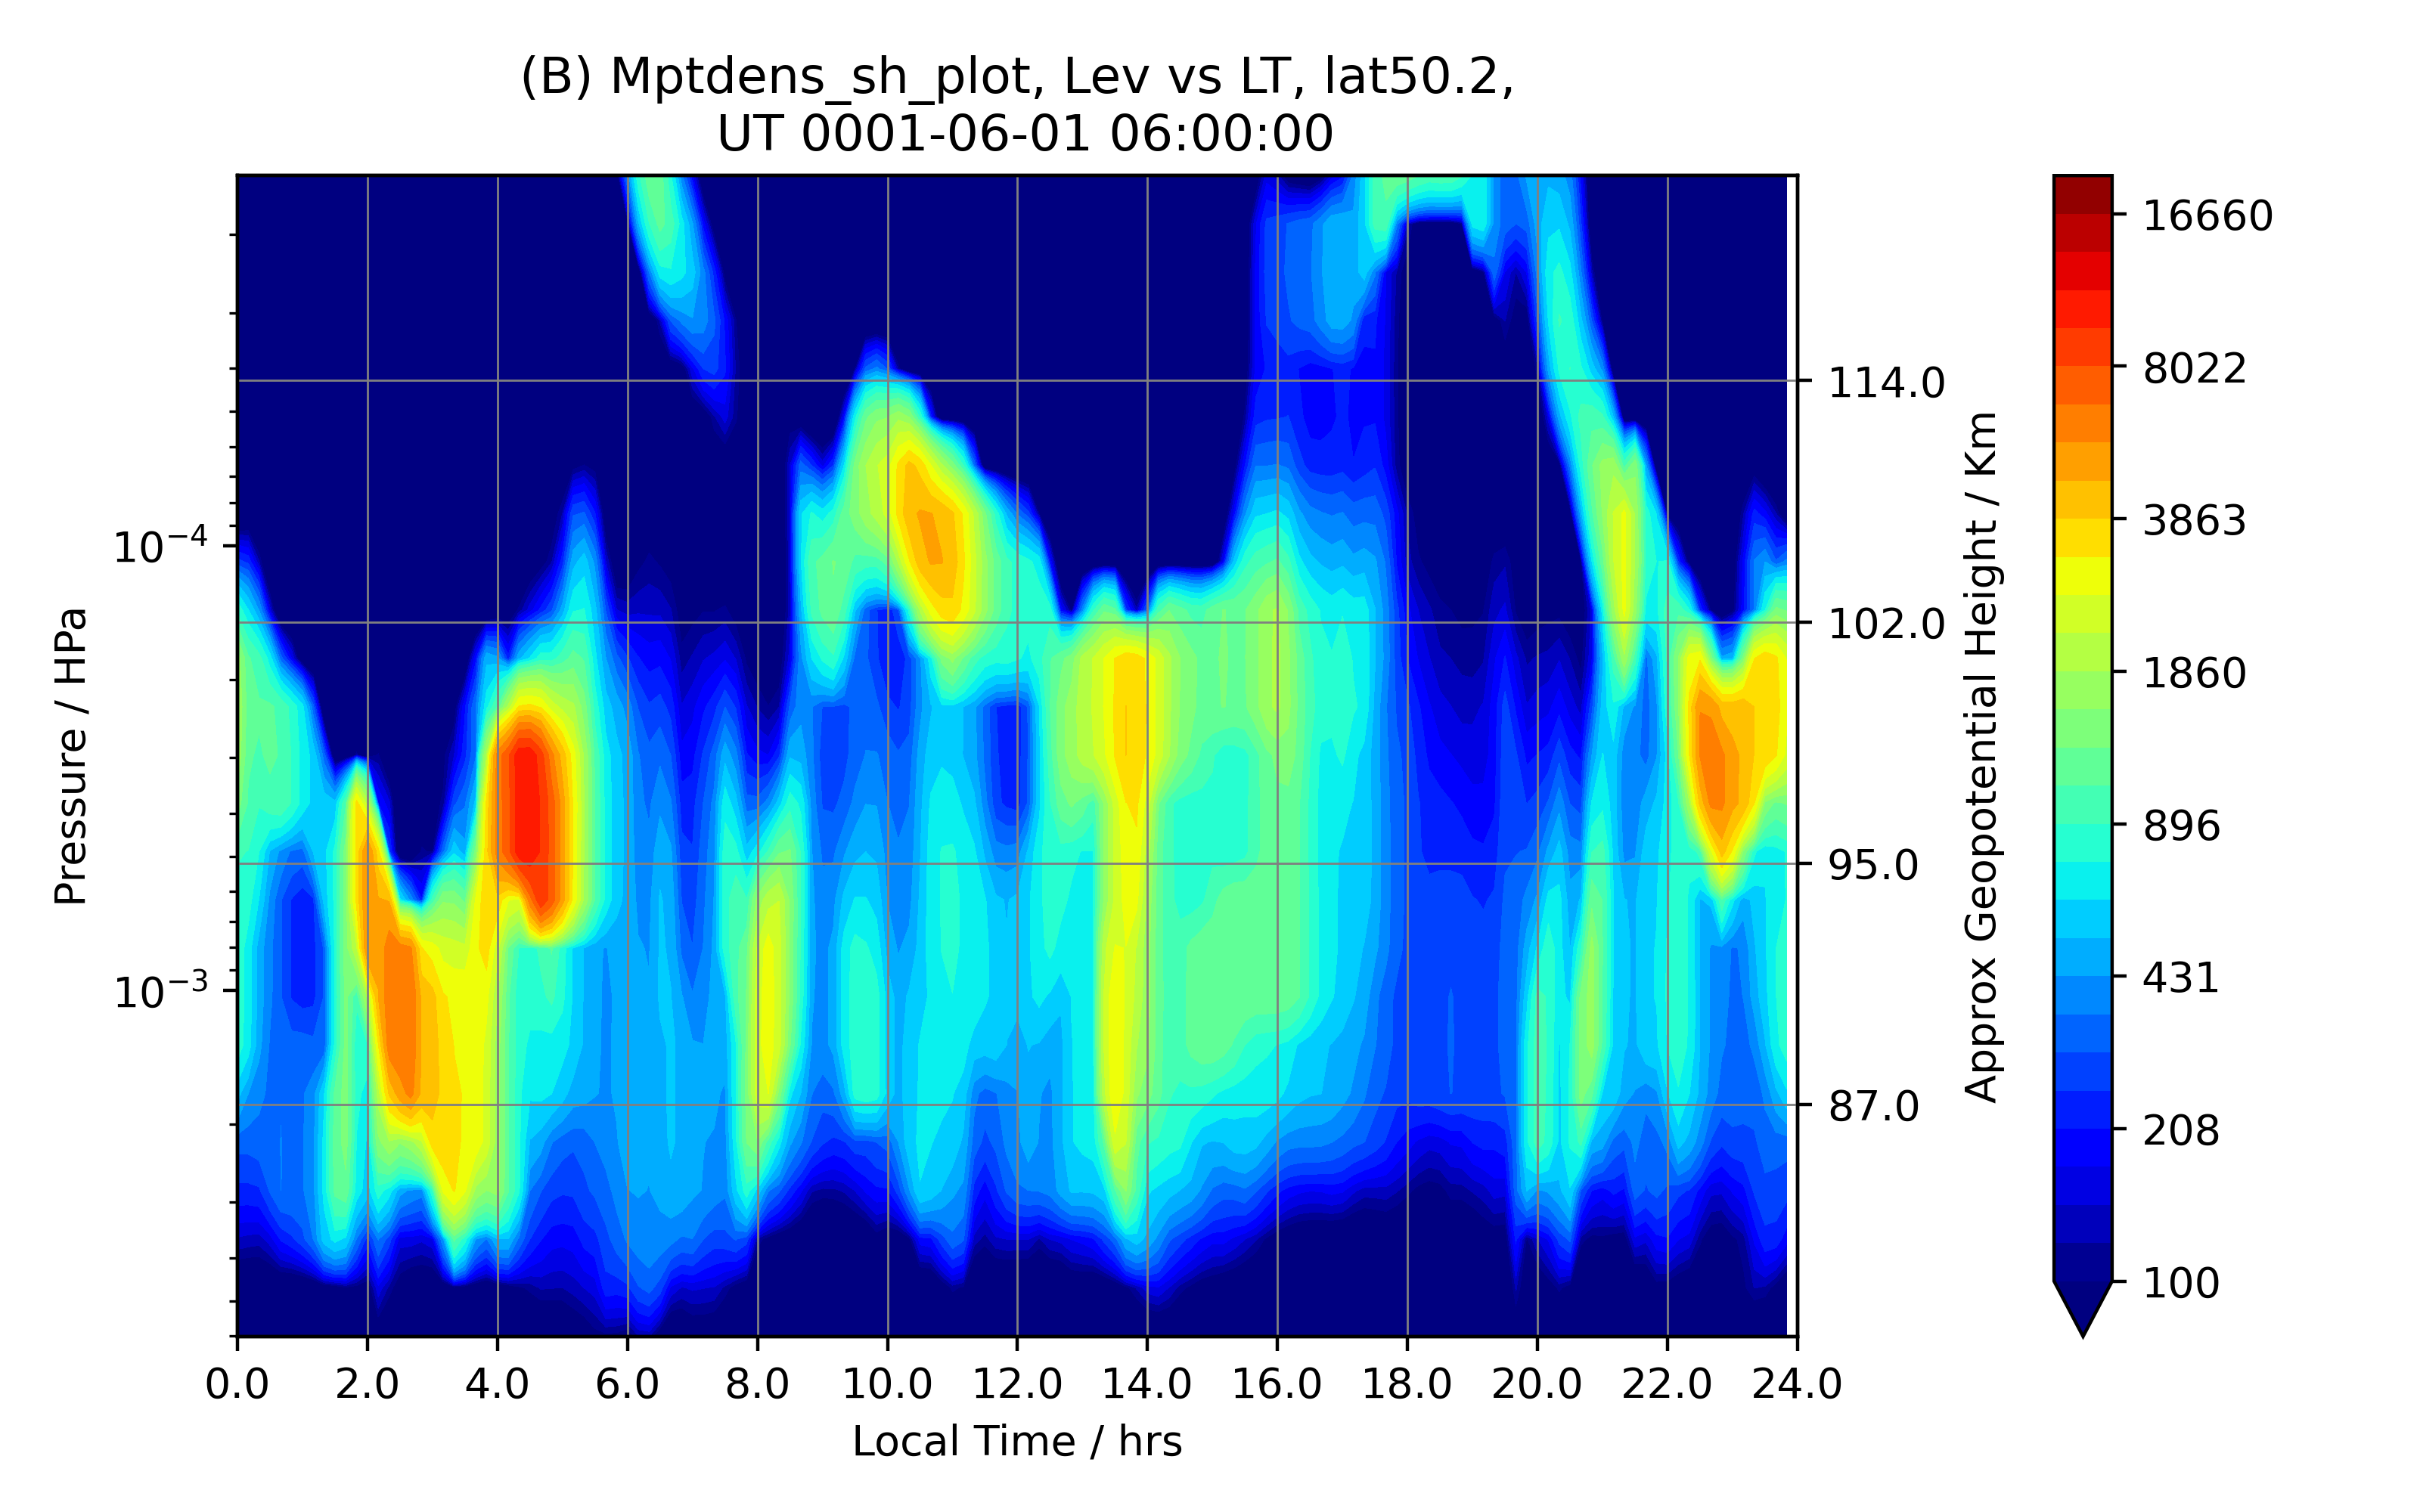 (B) Mptdens_sh_plot, Lev vs LT, lat50.2,
UT 0001-06-01 06:00:00
Pressure / HPa
10⁻⁴
10⁻³
0.0 2.0 4.0 6.0 8.0 10.0 12.0 14.0 16.0 18.0 20.0 22.0 24.0
Local Time / hrs
114.0
102.0
95.0
87.0
Approx Geopotential Height / Km
16660
8022
3863
1860
896
431
208
100